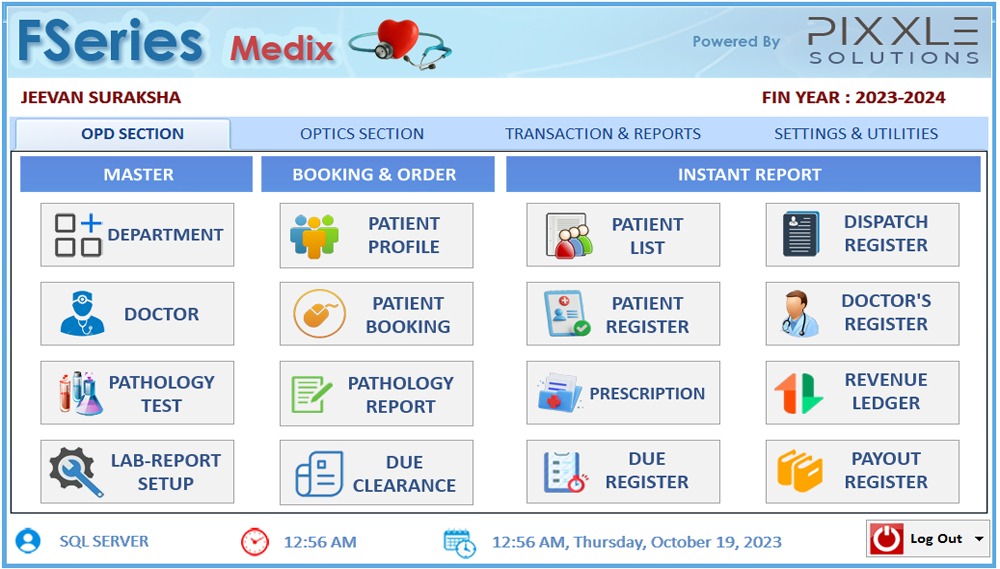 FSeries Medix
Powered By PIXXLE
SOLUTIONS
JEEVAN SURAKSHA
FIN YEAR : 2023-2024
OPD SECTION
OPTICS SECTION
TRANSACTION & REPORTS
SETTINGS & UTILITIES
MASTER
DEPARTMENT
DOCTOR
PATHOLOGY
TEST
LAB-REPORT
SETUP
BOOKING & ORDER
PATIENT
PROFILE
PATIENT
BOOKING
PATHOLOGY
REPORT
DUE
CLEARANCE
INSTANT REPORT
PATIENT
LIST
PATIENT
REGISTER
PRESCRIPTION
DUE
REGISTER
DISPATCH
REGISTER
DOCTOR'S
REGISTER
REVENUE
LEDGER
PAYOUT
REGISTER
SQL SERVER
12:56 AM
12:56 AM, Thursday, October 19, 2023
Log Out